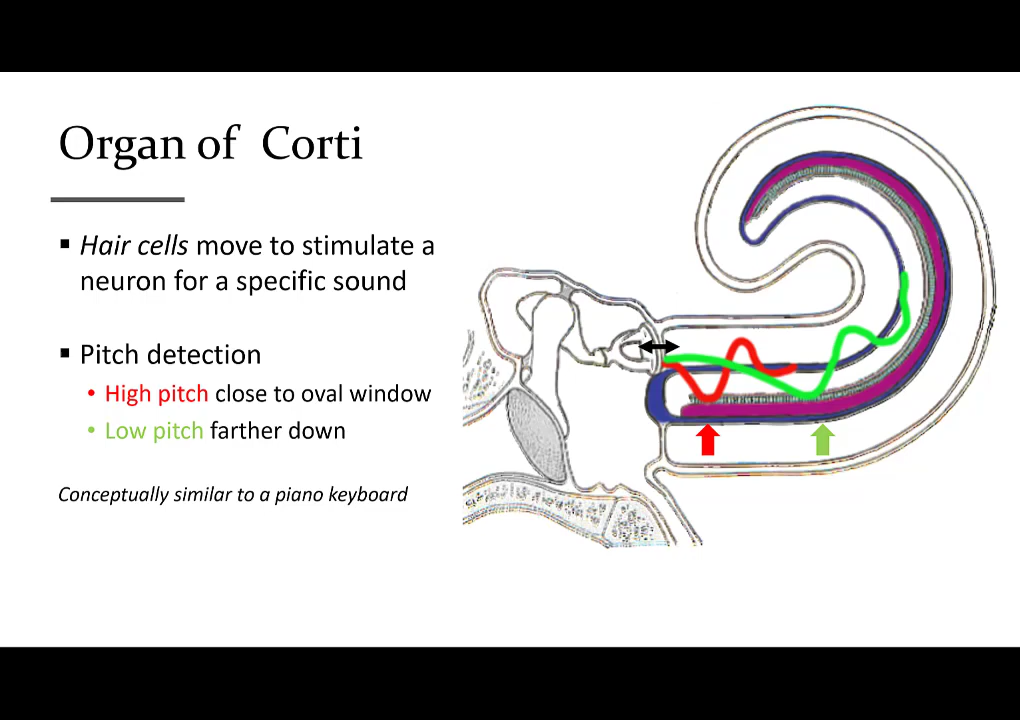 Organ of Corti
▪ Hair cells move to stimulate a
neuron for a specific sound
▪ Pitch detection
• High pitch close to oval window
• Low pitch farther down
Conceptually similar to a piano keyboard